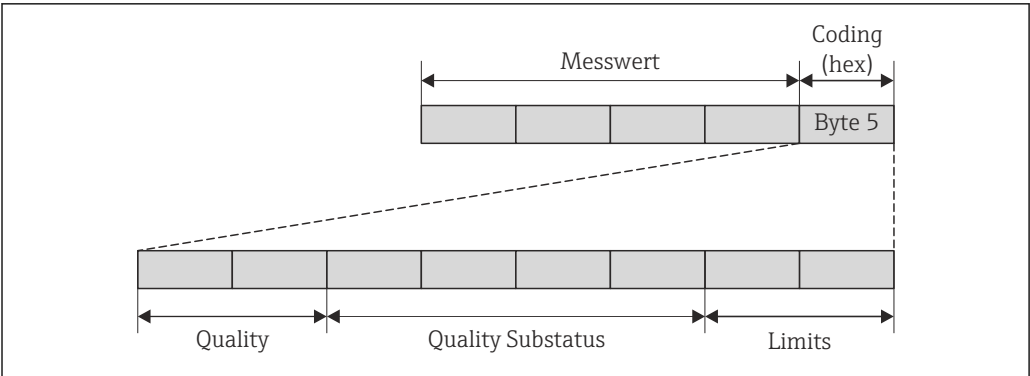 Coding
Messwert
(hex)
Byte 5
Quality
Quality Substatus
Limits